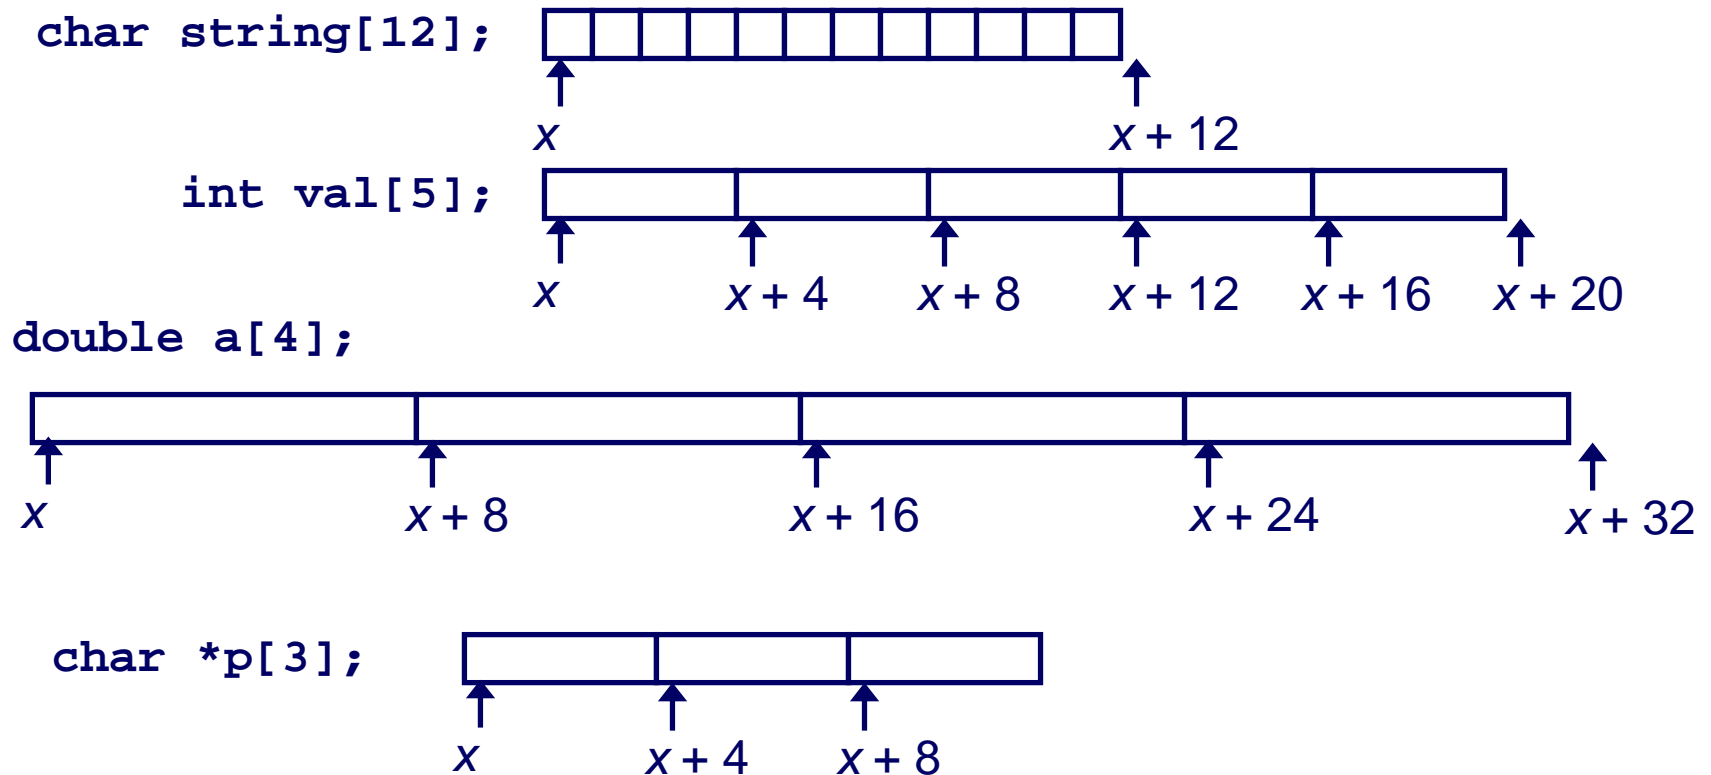 char string[12];
x x + 12
int val[5];
x x + 4 x + 8 x + 12 x + 16 x + 20
double a[4];
x x + 8 x + 16 x + 24 x + 32
char *p[3];
x x + 4 x + 8